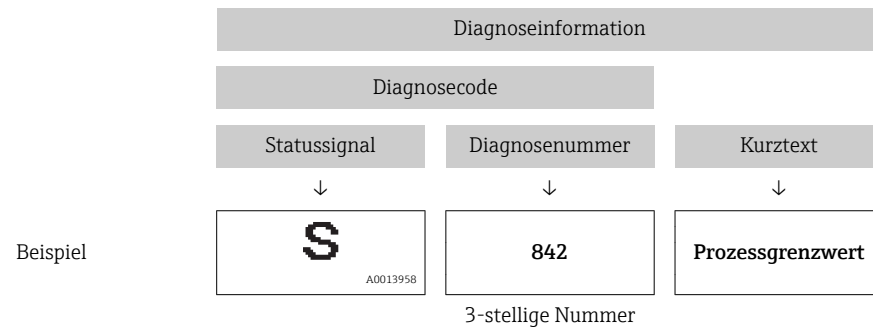 Diagnoseinformation
Diagnosecode
Statussignal Diagnosenummer Kurztext
↓ ↓ ↓
Beispiel S 842 Prozessgrenzwert
A0013958
3-stellige Nummer